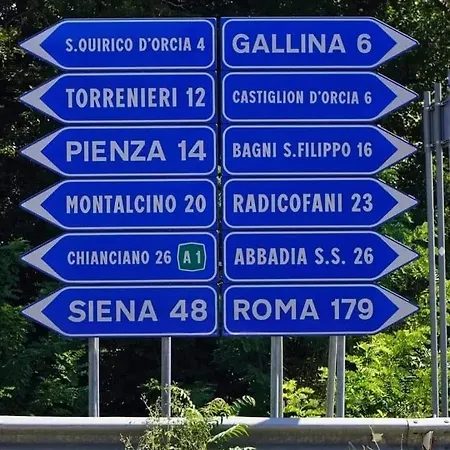 S.QUIRICO D'ORCIA 4
TORRENIERI 12
PIENZA 14
MONTALCINO 20
CHIANCIANO 26 A 1
SIENA 48
GALLINA 6
CASTIGLION D'ORCIA 6
BAGNI S.FILIPPO 16
RADICOFANI 23
ABBADIA S.S. 26
ROMA 179